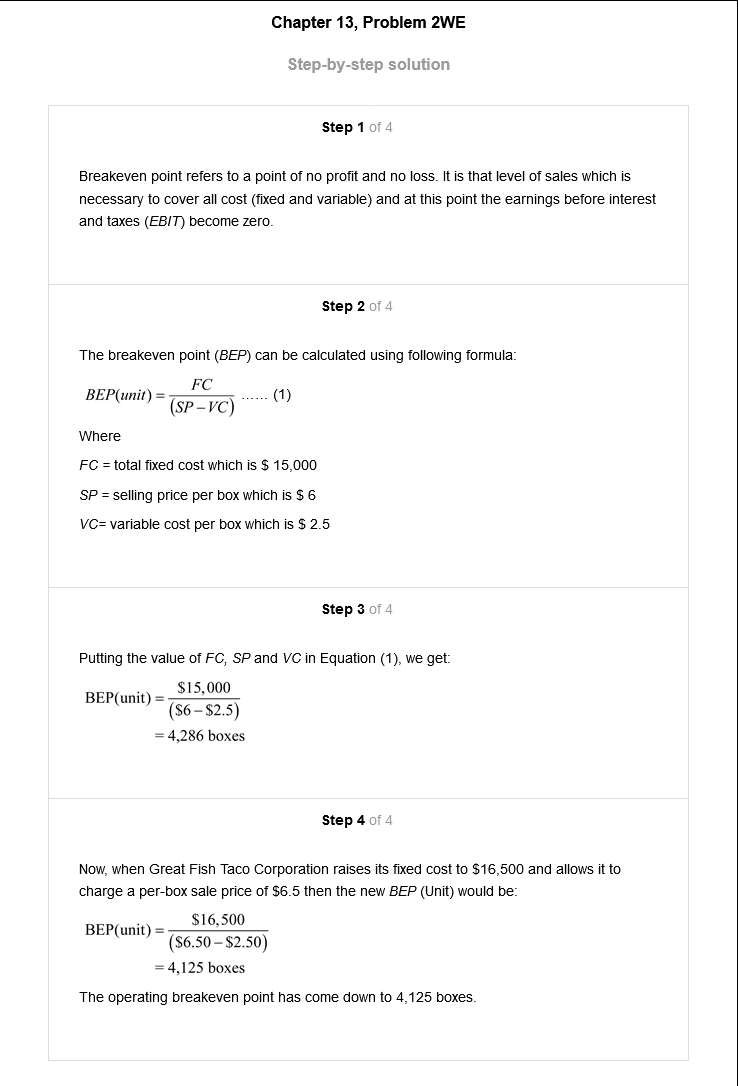 Chapter 13, Problem 2WE
Step-by-step solution
Step 1 of 4
Breakeven point refers to a point of no profit and no loss. It is that level of sales which is
necessary to cover all cost (fixed and variable) and at this point the earnings before interest
and taxes (EBIT) become zero.
Step 2 of 4
The breakeven point (BEP) can be calculated using following formula:
BEP(unit) = FC / (SP – VC) ...... (1)
Where
FC = total fixed cost which is $ 15,000
SP = selling price per box which is $ 6
VC= variable cost per box which is $ 2.5
Step 3 of 4
Putting the value of FC, SP and VC in Equation (1), we get:
BEP(unit) = $15,000 / ($6 – $2.5)
= 4,286 boxes
Step 4 of 4
Now, when Great Fish Taco Corporation raises its fixed cost to $16,500 and allows it to
charge a per-box sale price of $6.5 then the new BEP (Unit) would be:
BEP(unit) = $16,500 / ($6.50 – $2.50)
= 4,125 boxes
The operating breakeven point has come down to 4,125 boxes.